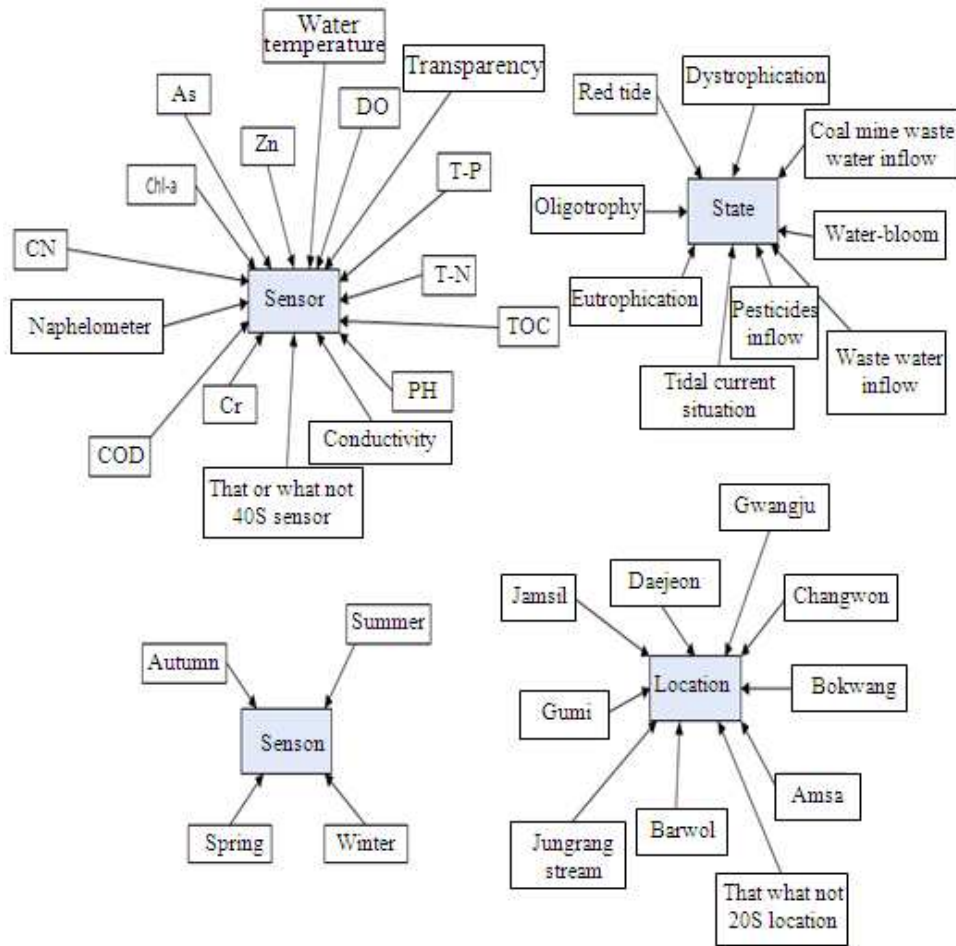 Water
temperature
Transparency
As
DO
Zn
Chl-a
T-P
CN
T-N
Sensor
Naphelometer
TOC
Cr
PH
COD
Conductivity
That or what not
40S sensor
Red tide
Dystrophication
Coal mine waste
water inflow
Oligotrophy
State
Water-bloom
Eutrophication
Pesticides
inflow
Waste water
inflow
Tidal current
situation
Summer
Autumn
Senson
Spring
Winter
Gwangju
Daejeon
Jamsil
Changwon
Location
Bokwang
Gumi
Amsa
Barwol
Jungrang
stream
That what not
20S location